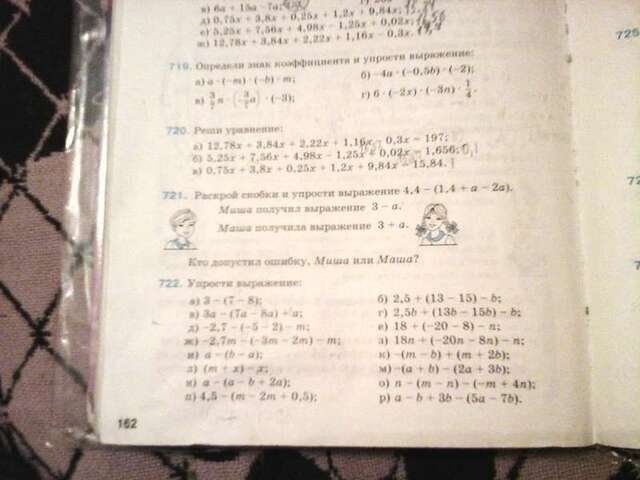 в) 6a + 15a - 7a;
д) 0,75x + 3,8x + 0,25x + 1,2x + 9,84x;
е) 5,25x + 7,56x + 4,98x - 1,25x + 0,02x;
ж) 12,78x + 3,84x + 2,22x + 1,16x - 0,3x.
719. Определи знак коэффициента и упрости выражение:
а) a · (-m) · (-b) · m; б) -4a · (-0,5b) · (-2);
в) 3/7 n · (-3/7 a) · (-3); г) 6 · (-2x) · (-3n) · 1/4.
720. Реши уравнение:
а) 12,78x + 3,84x + 2,22x + 1,16x - 0,3x = 197;
б) 5,25x + 7,56x + 4,98x - 1,25x + 0,02x = 1,656;
в) 0,75x + 3,8x + 0,25x + 1,2x + 9,84x = 15,84.
721. Раскрой скобки и упрости выражение 4,4 - (1,4 + a - 2a).
Миша получил выражение 3 - a.
Маша получила выражение 3 + a.
Кто допустил ошибку, Миша или Маша?
722. Упрости выражение:
а) 3 - (7 - 8); б) 2,5 + (13 - 15) - b;
в) 3a - (7a - 8a) + a; г) 2,5b + (13b - 15b) - b;
д) -2,7 - (-5 - 2) - m; е) 18 + (-20 - 8) - n;
ж) -2,7m - (-3m - 2m) - m; з) 18n + (-20n - 8n) - n;
и) a - (b - a); к) -(m - b) + (m + 2b);
л) (m + x) - x; м) -(a + b) - (2a + 3b);
н) a - (a - b + 2a); о) n - (m - n) - (-m + 4n);
п) 4,5 - (m - 2m + 0,5); р) a - b + 3b - (5a - 7b).
162
725